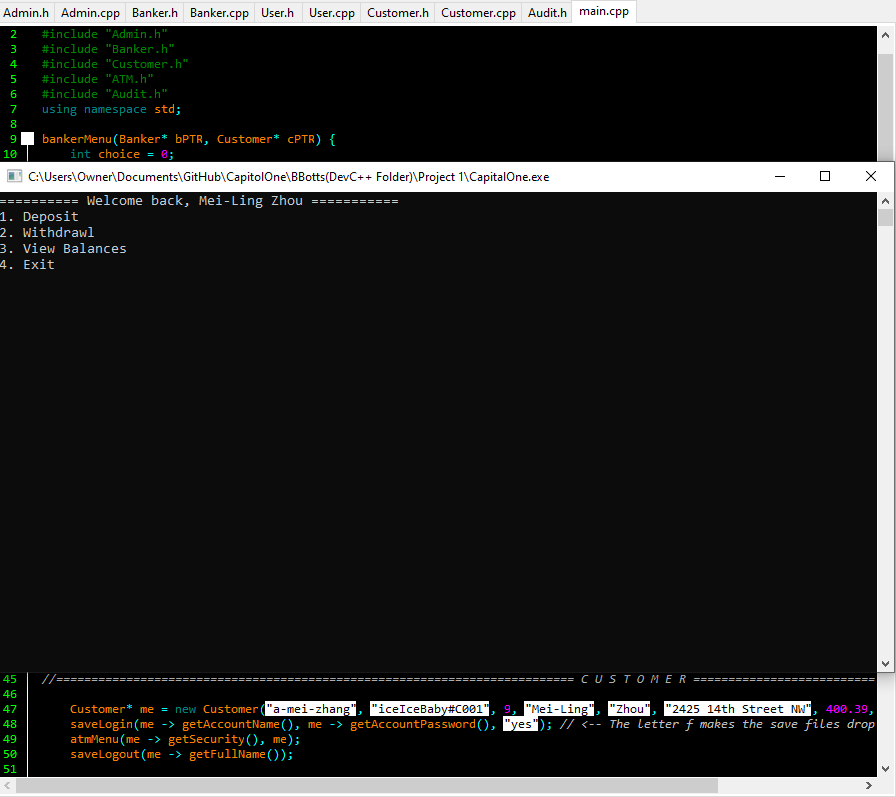 Admin.h Admin.cpp Banker.h Banker.cpp User.h User.cpp Customer.h Customer.cpp Audit.h main.cpp
2 #include "Admin.h"
3 #include "Banker.h"
4 #include "Customer.h"
5 #include "ATM.h"
6 #include "Audit.h"
7 using namespace std;
8
9 bankerMenu(Banker* bPTR, Customer* cPTR) {
10 int choice = 0;
C:\Users\Owner\Documents\GitHub\CapitolOne\BBotts(DevC++ Folder)\Project 1\CapitalOne.exe
========== Welcome back, Mei-Ling Zhou ===========
1. Deposit
2. Withdrawl
3. View Balances
4. Exit
45 //========================================================================== C U S T O M E R ==========================
46
47 Customer* me = new Customer("a-mei-zhang", "iceIceBaby#C001", 9, "Mei-Ling", "Zhou", "2425 14th Street NW", 400.39,
48 saveLogin(me -> getAccountName(), me -> getAccountPassword(), "yes"); // <-- The letter f makes the save files drop
49 atmMenu(me -> getSecurity(), me);
50 saveLogout(me -> getFullName());
51